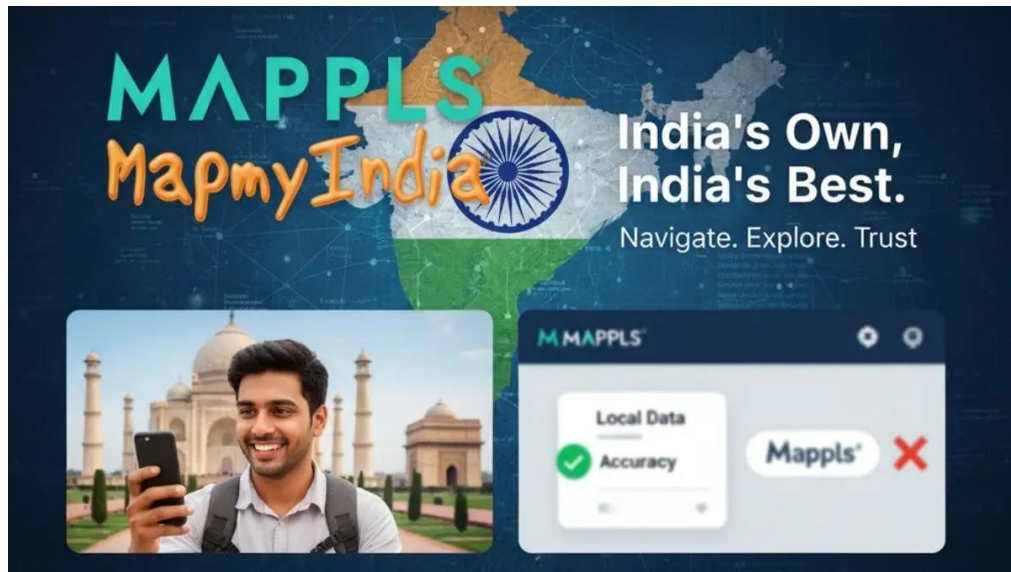 MAPPLS
MapmyIndia
India's Own,
India's Best.
Navigate. Explore. Trust
MAPPLS
Local Data
Accuracy
Mappls